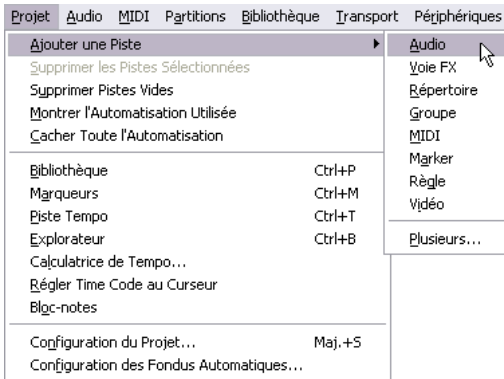 Projet Audio MIDI Partitions Bibliothèque Transport Périphériques
Ajouter une Piste
Supprimer les Pistes Sélectionnées
Supprimer Pistes Vides
Montrer l'Automatisation Utilisée
Cacher Toute l'Automatisation
Bibliothèque Ctrl+P
Marqueurs Ctrl+M
Piste Tempo Ctrl+T
Explorateur Ctrl+B
Calculatrice de Tempo...
Régler Time Code au Curseur
Bloc-notes
Configuration du Projet... Maj.+S
Configuration des Fondus Automatiques...
Audio
Voie FX
Répertoire
Groupe
MIDI
Marker
Règle
Vidéo
Plusieurs...